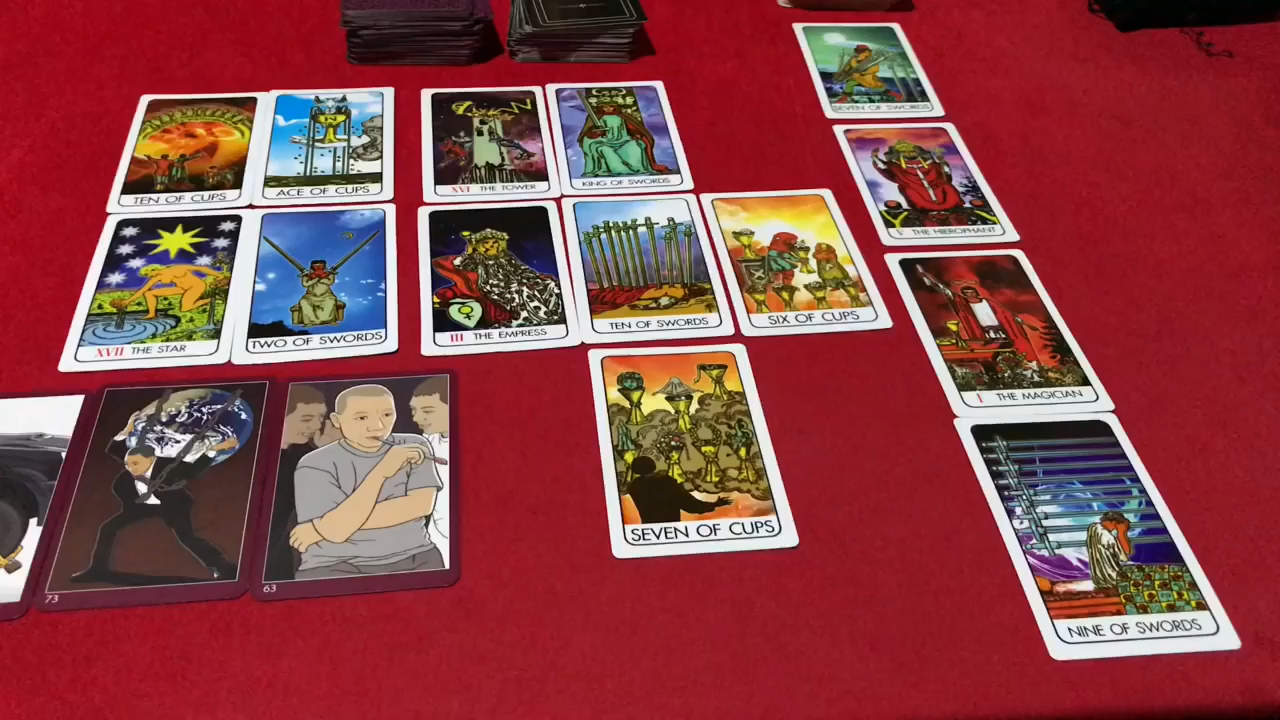 SEVEN OF SWORDS
TEN OF CUPS
ACE OF CUPS
XVI THE TOWER
KING OF SWORDS
V THE HIEROPHANT
XVII THE STAR
TWO OF SWORDS
III THE EMPRESS
TEN OF SWORDS
SIX OF CUPS
I THE MAGICIAN
SEVEN OF CUPS
NINE OF SWORDS
73
63